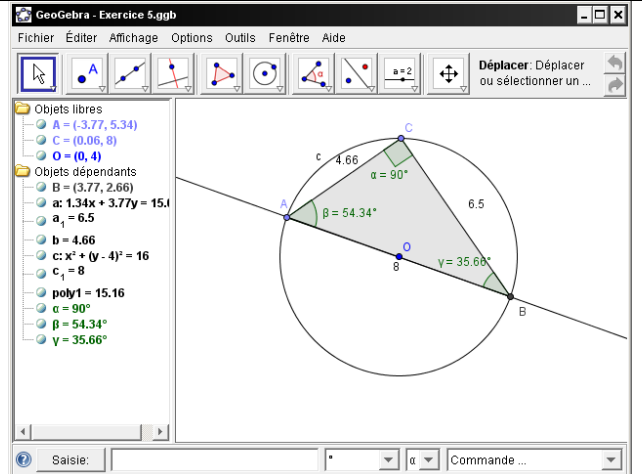 GeoGebra - Exercice 5.ggb
Fichier Éditer Affichage Options Outils Fenêtre Aide
A
α
a=2
Déplacer: Déplacer
ou sélectionner un ...
Objets libres
A = (-3.77, 5.34)
C = (0.06, 8)
O = (0, 4)
Objets dépendants
B = (3.77, 2.66)
a: 1.34x + 3.77y = 15.0
a₁ = 6.5
b = 4.66
c: x² + (y - 4)² = 16
c₁ = 8
poly1 = 15.16
α = 90°
β = 54.34°
γ = 35.66°
C
c 4.66
α = 90°
6.5
A
β = 54.34°
O
8
γ = 35.66°
B
Saisie:
°
α
Commande ...